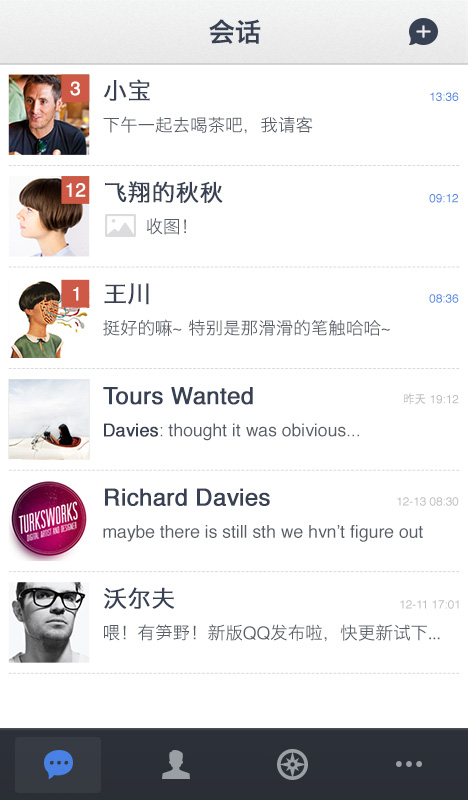 会话
3
小宝
13:36
下午一起去喝茶吧，我请客
12
飞翔的秋秋
09:12
收图！
1
王川
08:36
挺好的嘛~ 特别是那滑滑的笔触哈哈~
Tours Wanted
昨天 19:12
Davies: thought it was obivious...
TURKSWORKS
DIGITAL ARTIST AND DESIGNER
Richard Davies
12-13 08:30
maybe there is still sth we hvn't figure out
沃尔夫
12-11 17:01
喂！有笋野！新版QQ发布啦，快更新试下...